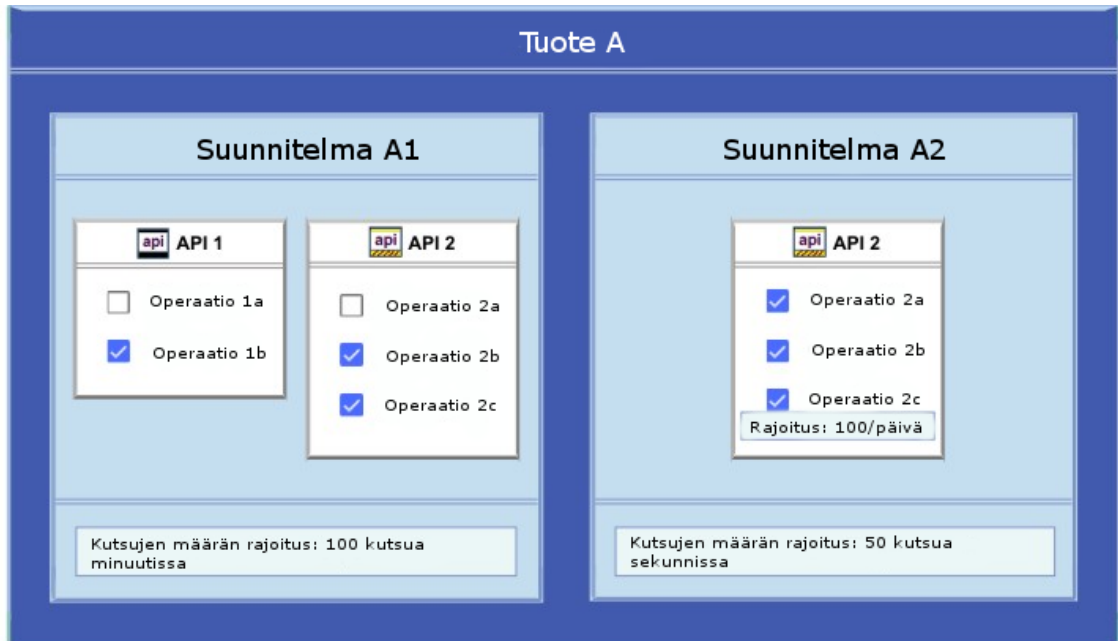 Tuote A
Suunnitelma A1
api API 1
Operaatio 1a
Operaatio 1b
api API 2
Operaatio 2a
Operaatio 2b
Operaatio 2c
Kutsujen määrän rajoitus: 100 kutsua
minuutissa
Suunnitelma A2
api API 2
Operaatio 2a
Operaatio 2b
Operaatio 2c
Rajoitus: 100/päivä
Kutsujen määrän rajoitus: 50 kutsua
sekunnissa